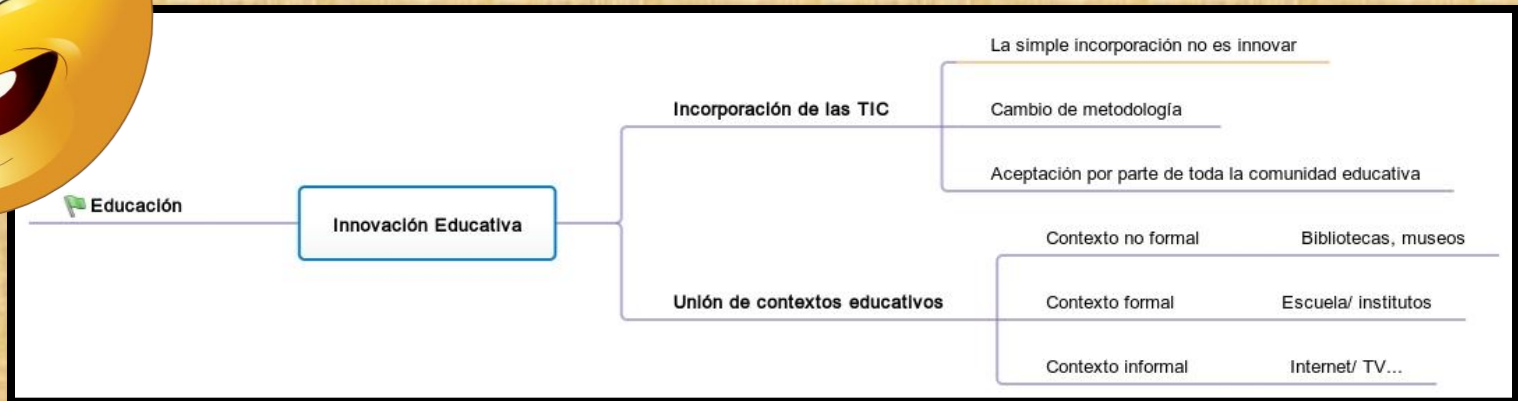 Educación
Innovación Educativa
Incorporación de las TIC
La simple incorporación no es innovar
Cambio de metodología
Aceptación por parte de toda la comunidad educativa
Unión de contextos educativos
Contexto no formal Bibliotecas, museos
Contexto formal Escuela/ institutos
Contexto informal Internet/ TV...